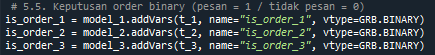 # 5.5. Keputusan order binary (pesan = 1 / tidak pesan = 0)
is_order_1 = model_1.addVars(t_1, name="is_order_1", vtype=GRB.BINARY)
is_order_2 = model_2.addVars(t_2, name="is_order_2", vtype=GRB.BINARY)
is_order_3 = model_3.addVars(t_3, name="is_order_3", vtype=GRB.BINARY)